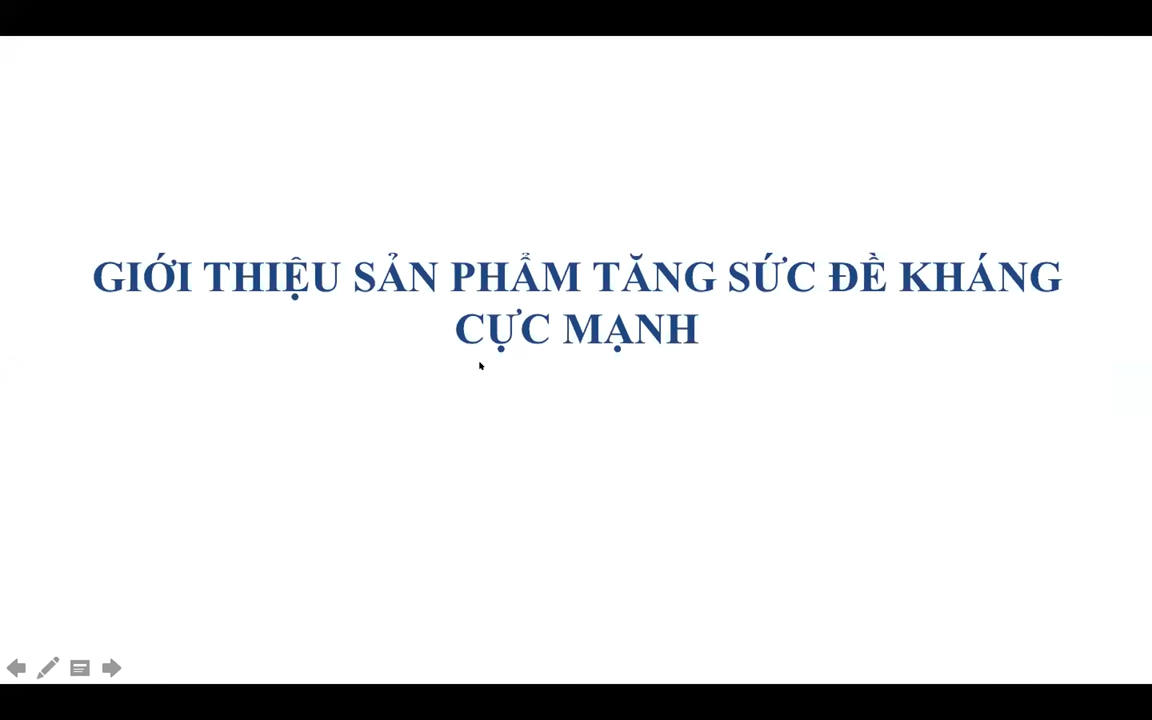 GIỚI THIỆU SẢN PHẨM TĂNG SỨC ĐỀ KHÁNG
CỰC MẠNH